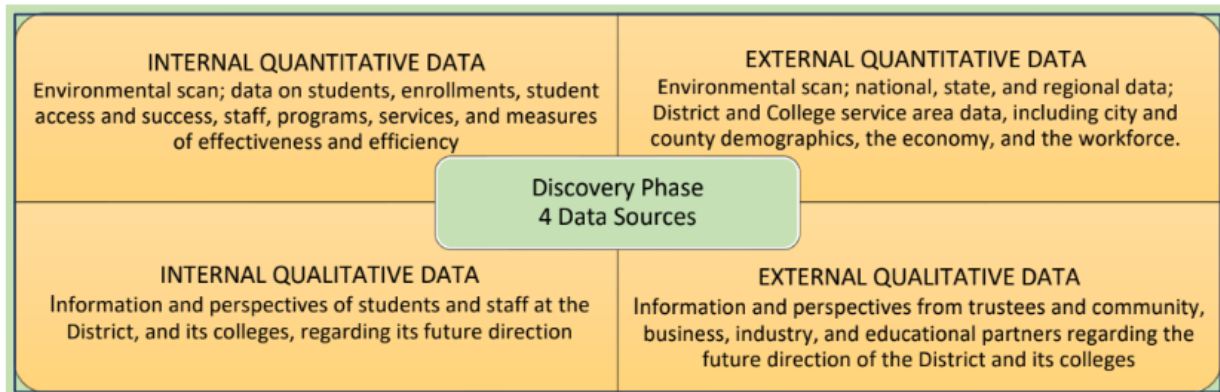 INTERNAL QUANTITATIVE DATA
Environmental scan; data on students, enrollments, student
access and success, staff, programs, services, and measures
of effectiveness and efficiency
EXTERNAL QUANTITATIVE DATA
Environmental scan; national, state, and regional data;
District and College service area data, including city and
county demographics, the economy, and the workforce.
Discovery Phase
4 Data Sources
INTERNAL QUALITATIVE DATA
Information and perspectives of students and staff at the
District, and its colleges, regarding its future direction
EXTERNAL QUALITATIVE DATA
Information and perspectives from trustees and community,
business, industry, and educational partners regarding the
future direction of the District and its colleges